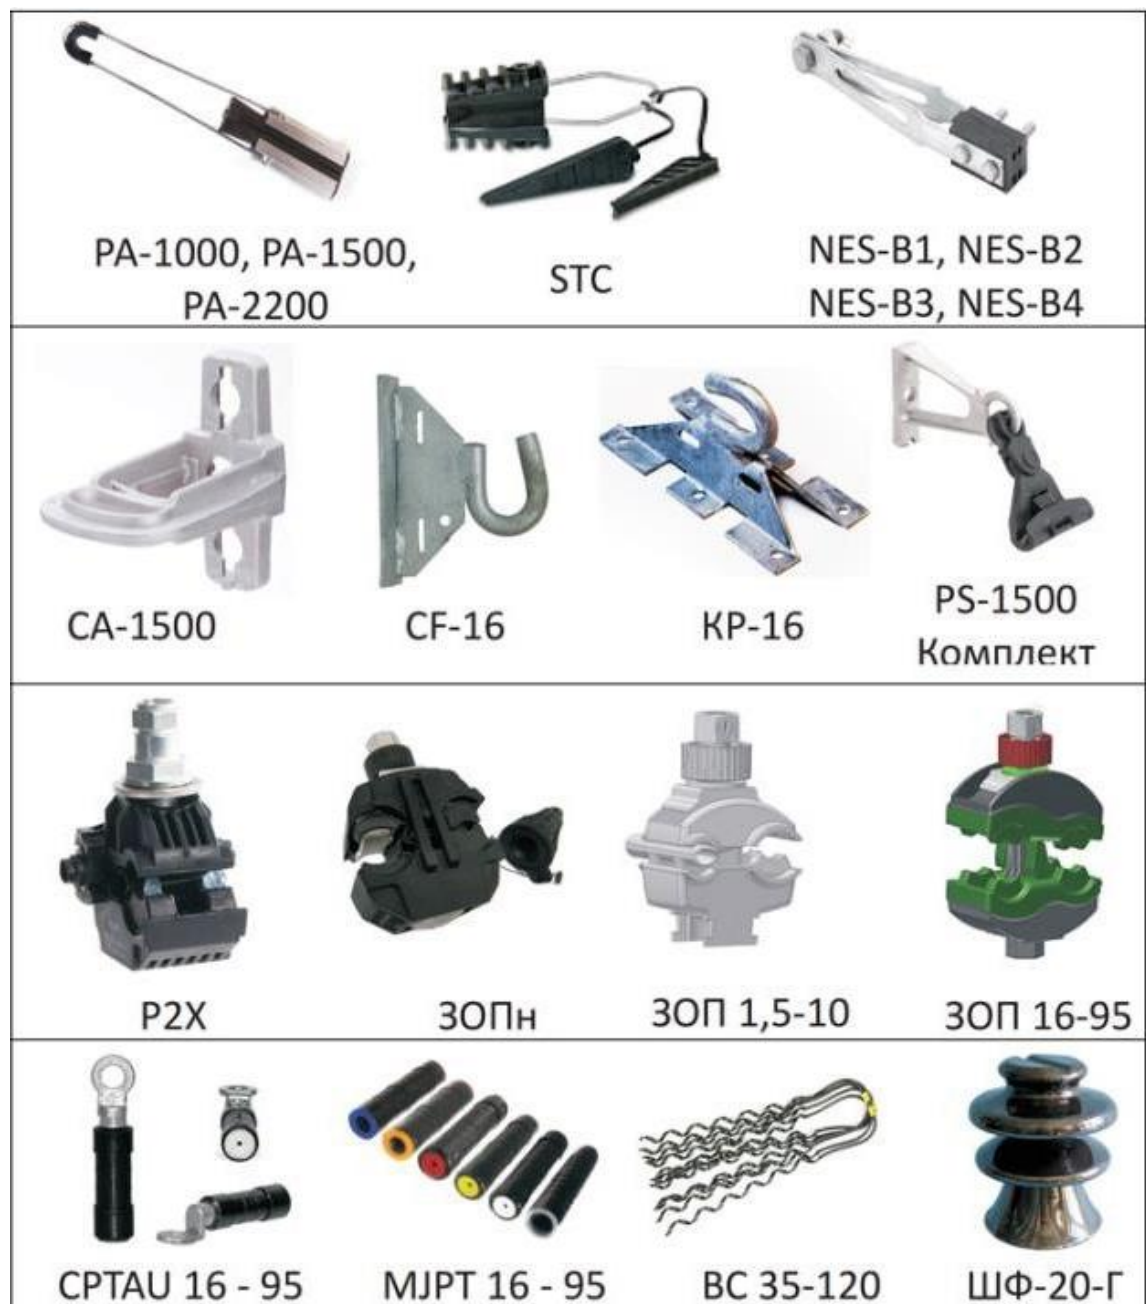 PA-1000, PA-1500,
PA-2200
STC
NES-B1, NES-B2
NES-B3, NES-B4
CA-1500
CF-16
КР-16
PS-1500
Комплект
P2X
ЗОПн
ЗОП 1,5-10
ЗОП 16-95
CPTAU 16 - 95
MJPT 16 - 95
ВС 35-120
ШФ-20-Г